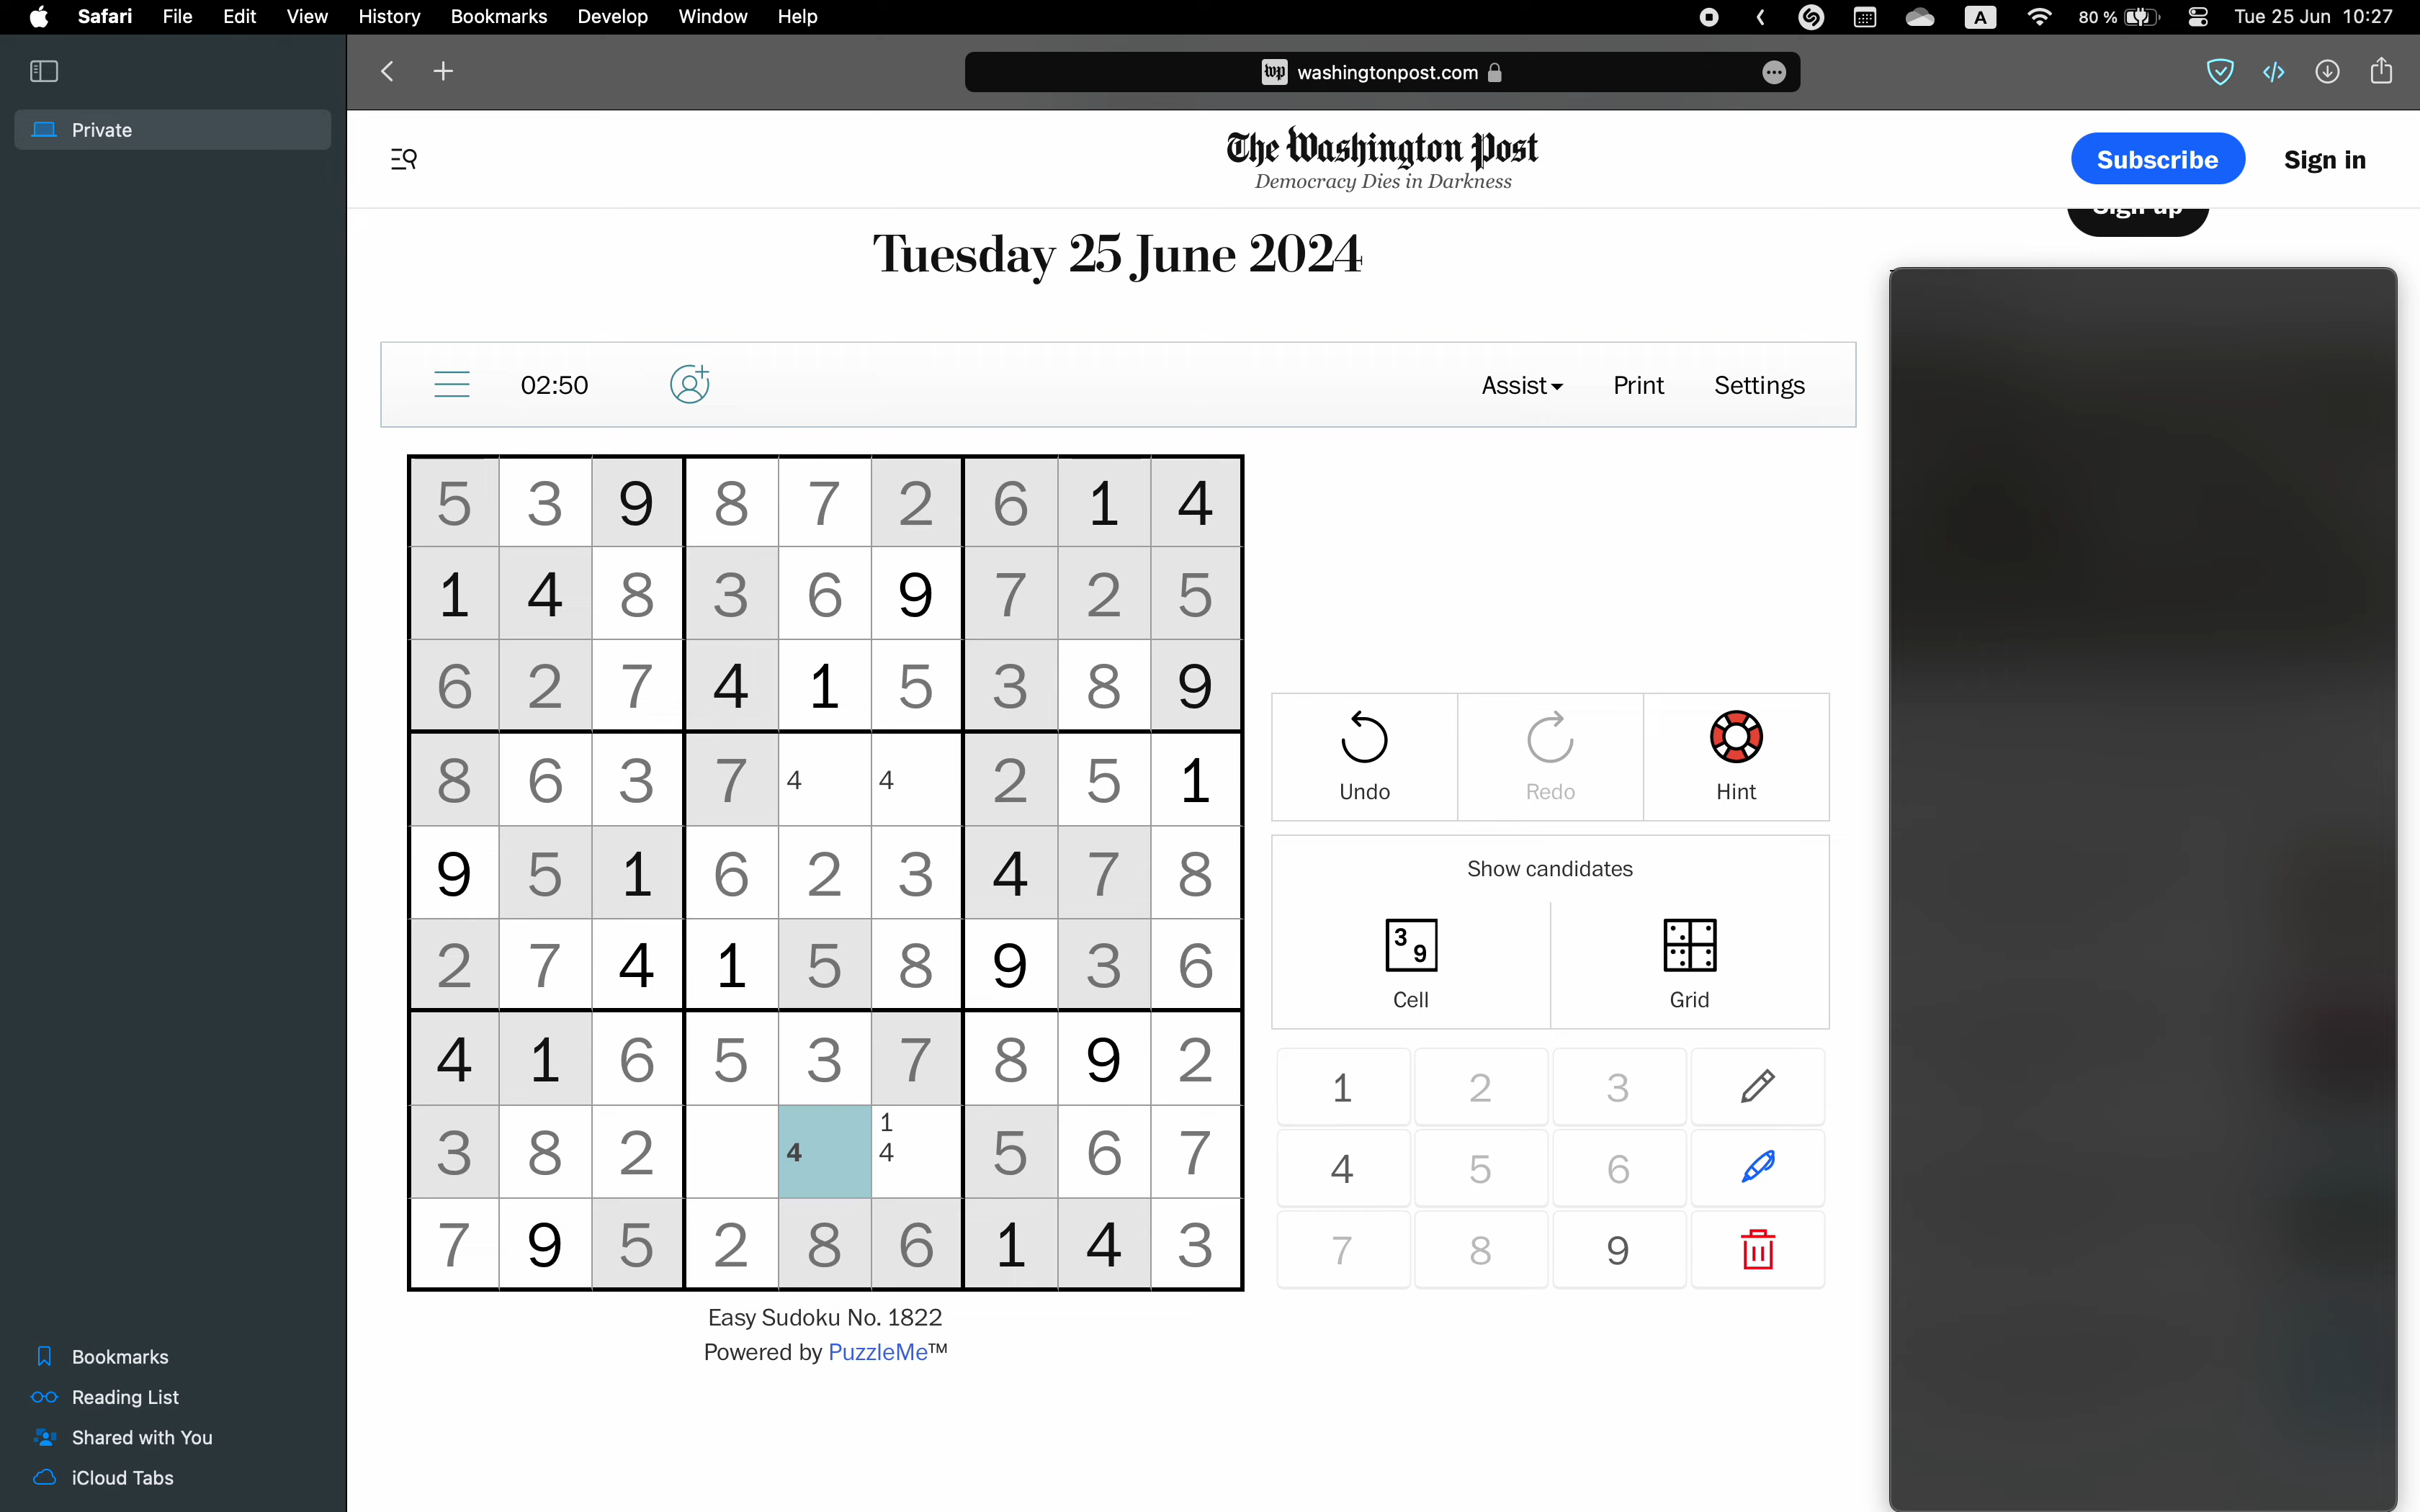 Safari File Edit View History Bookmarks Develop Window Help A 80 % Tue 25 Jun 10:27
Private
wp washingtonpost.com
The Washington Post
Democracy Dies in Darkness
Subscribe Sign in
Sign up
Tuesday 25 June 2024
02:50 Assist Print Settings
5 3 9 8 7 2 6 1 4
1 4 8 3 6 9 7 2 5
6 2 7 4 1 5 3 8 9
8 6 3 7 4 4 2 5 1
9 5 1 6 2 3 4 7 8
2 7 4 1 5 8 9 3 6
4 1 6 5 3 7 8 9 2
3 8 2 4 1 4 5 6 7
7 9 5 2 8 6 1 4 3
Easy Sudoku No. 1822
Powered by PuzzleMe™
Undo Redo Hint
Show candidates
3 9
Cell Grid
1 2 3
4 5 6
7 8 9
Bookmarks
Reading List
Shared with You
iCloud Tabs